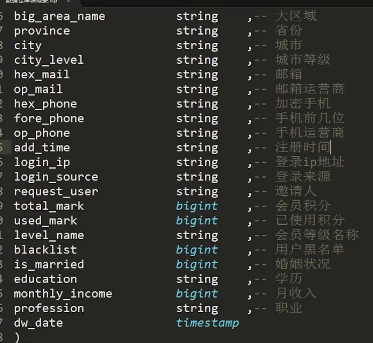 big_area_name string ,-- 大区域
province string ,-- 省份
city string ,-- 城市
city_level string ,-- 城市等级
hex_mail string ,-- 邮箱
op_mail string ,-- 邮箱运营商
hex_phone string ,-- 加密手机
fore_phone string ,-- 手机前几位
op_phone string ,-- 手机运营商
add_time string ,-- 注册时间
login_ip string ,-- 登录ip地址
login_source string ,-- 登录来源
request_user string ,-- 邀请人
total_mark bigint ,-- 会员积分
used_mark bigint ,-- 已使用积分
level_name string ,-- 会员等级名称
blacklist bigint ,-- 用户黑名单
is_married bigint ,-- 婚姻状况
education string ,-- 学历
monthly_income bigint ,-- 月收入
profession string ,-- 职业
dw_date timestamp
)